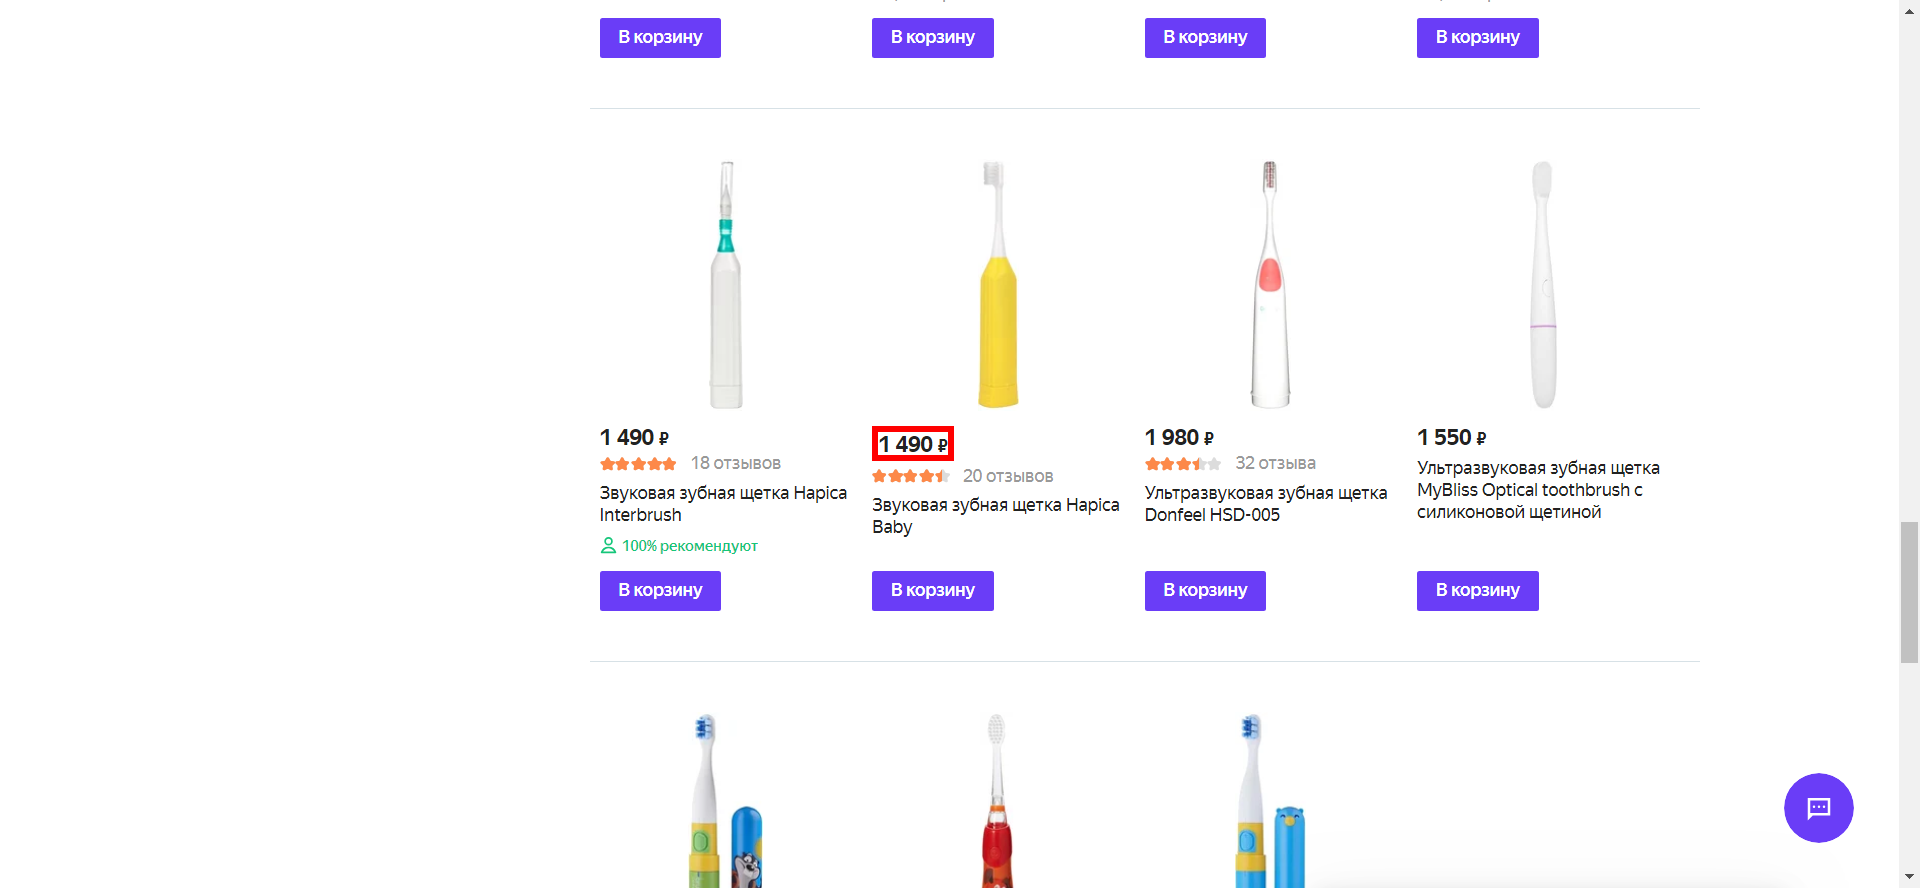 В корзину
В корзину
В корзину
В корзину
1 490 ₽
18 отзывов
Звуковая зубная щетка Hapica
Interbrush
100% рекомендуют
В корзину
1 490 ₽
20 отзывов
Звуковая зубная щетка Hapica
Baby
В корзину
1 980 ₽
32 отзыва
Ультразвуковая зубная щетка
Donfeel HSD-005
В корзину
1 550 ₽
Ультразвуковая зубная щетка
MyBliss Optical toothbrush с
силиконовой щетиной
В корзину